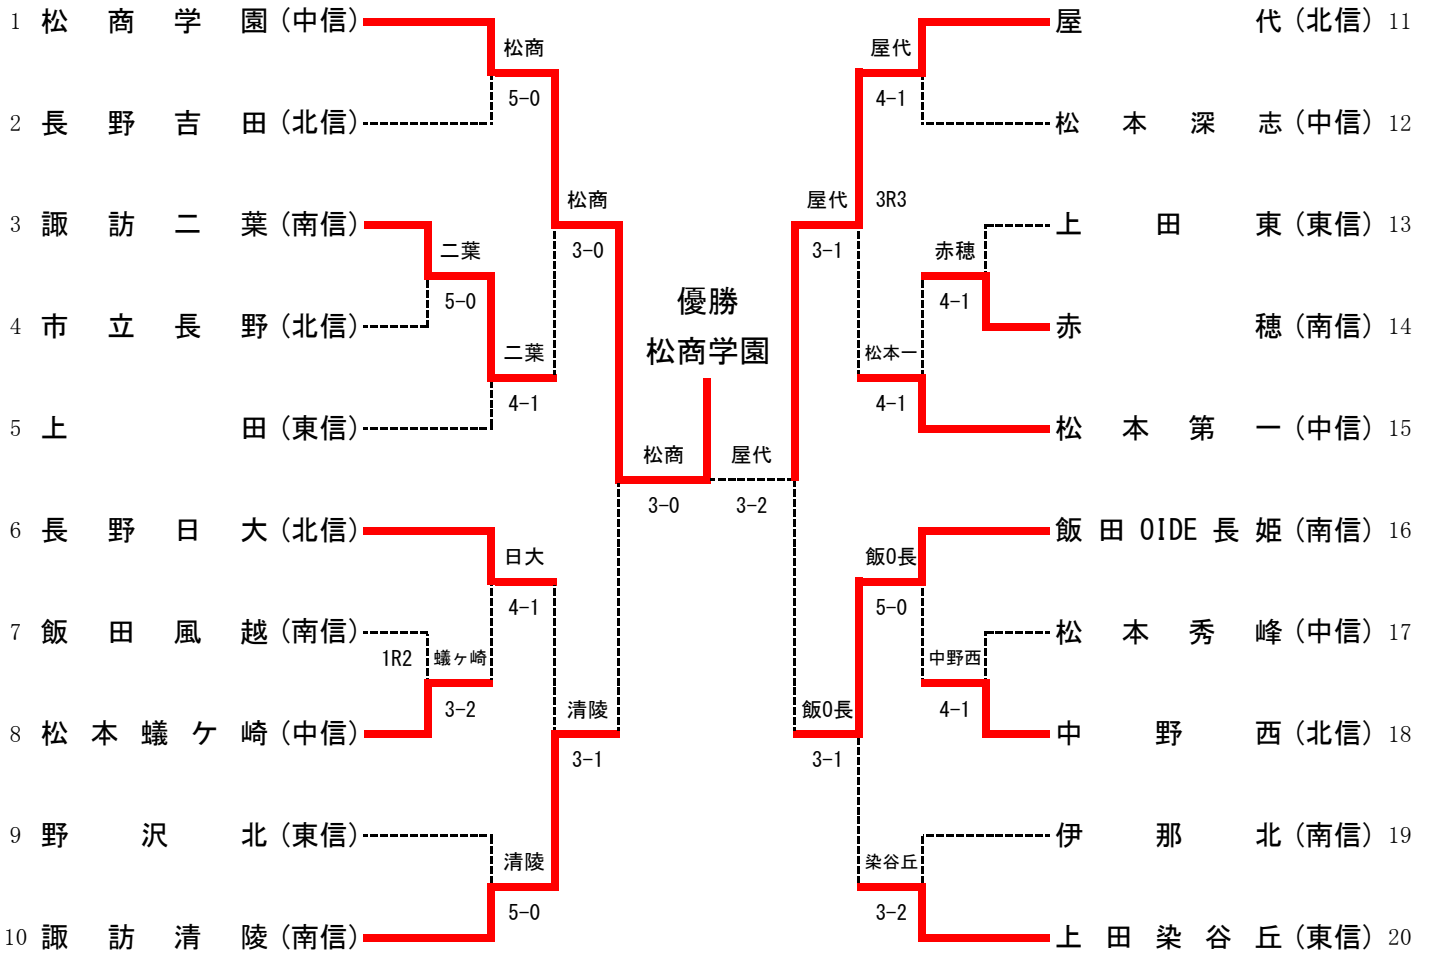 1 松商学園(中信)
松商
5-0
2 長野吉田(北信)
松商
3-0
3 諏訪二葉(南信)
二葉
5-0
4 市立長野(北信)
二葉
4-1
5 上田(東信)
松商
3-0
6 長野日大(北信)
日大
4-1
7 飯田風越(南信)
1R2
蟻ヶ崎
3-2
8 松本蟻ケ崎(中信)
清陵
3-1
9 野沢北(東信)
清陵
5-0
10 諏訪清陵(南信)
優勝
松商学園
屋代(北信) 11
屋代
4-1
松本深志(中信) 12
屋代
3R3
3-1
上田東(東信) 13
赤穂
4-1
赤穂(南信) 14
松本一
4-1
松本第一(中信) 15
屋代
3-2
飯田OIDE長姫(南信) 16
飯O長
5-0
松本秀峰(中信) 17
中野西
4-1
中野西(北信) 18
飯O長
3-1
伊那北(南信) 19
染谷丘
3-2
上田染谷丘(東信) 20